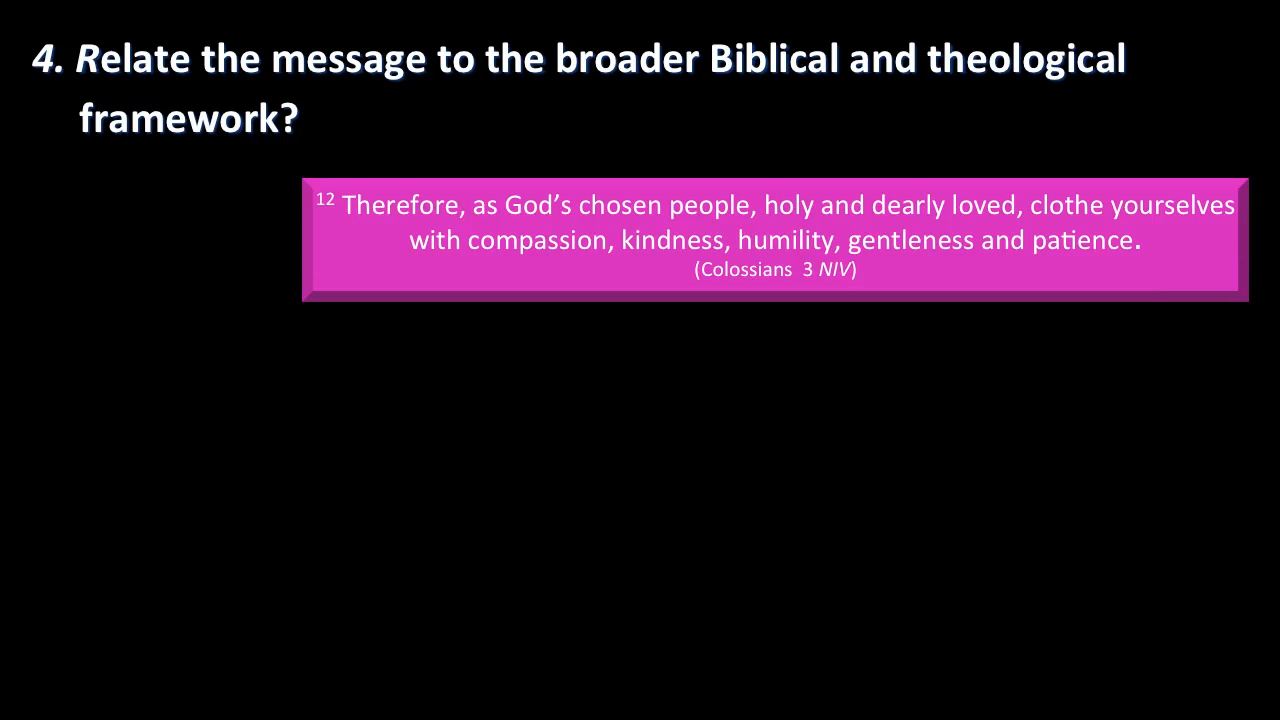 4. Relate the message to the broader Biblical and theological
framework?
12 Therefore, as God’s chosen people, holy and dearly loved, clothe yourselves
with compassion, kindness, humility, gentleness and patience.
(Colossians 3 NIV)